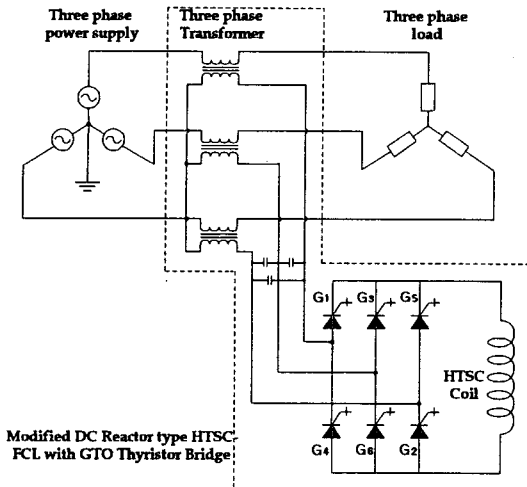 Three phase
power supply
Three phase
Transformer
Three phase
load
G1
G3
G5
HTSC
Coil
G4
G6
G2
Modified DC Reactor type HTSC-
FCL with GTO Thyristor Bridge